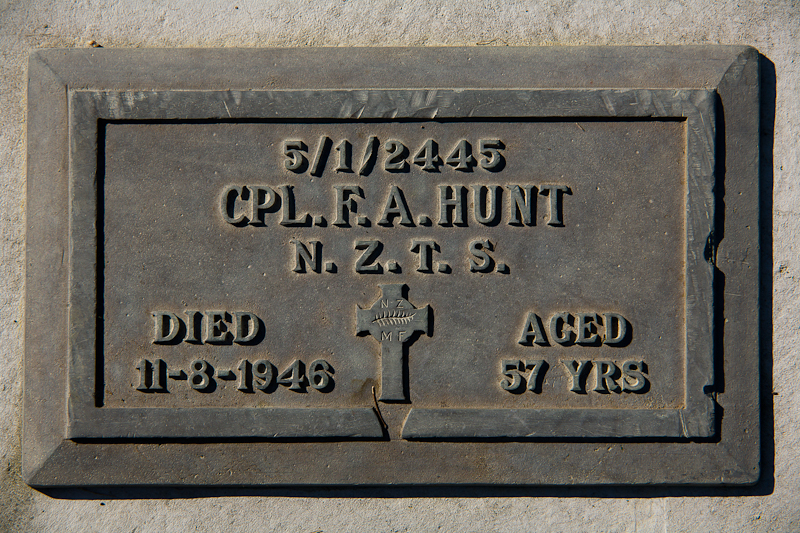 5/1/2445
CPL. F. A. HUNT
N. Z. T. S.
N Z
M F
DIED
11-8-1946
AGED
57 YRS